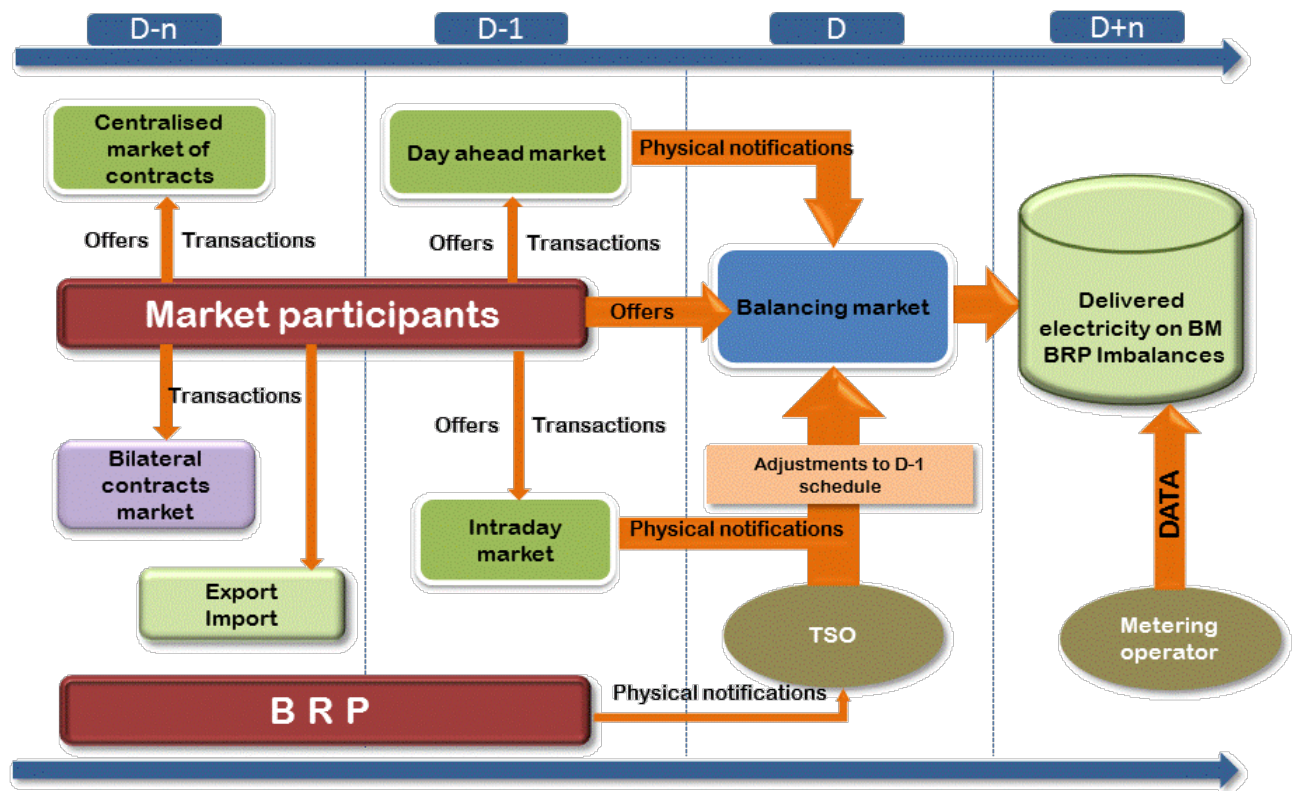 D-n
D-1
D
D+n
Centralised
market of
contracts
Day ahead market
Physical notifications
Offers
Transactions
Offers
Transactions
Market participants
Offers
Balancing market
Delivered
electricity on BM
BRP Imbalances
Transactions
Offers
Transactions
Bilateral
contracts
market
Adjustments to D-1
schedule
DATA
Intraday
market
Physical notifications
Export
Import
TSO
Metering
operator
B R P
Physical notifications